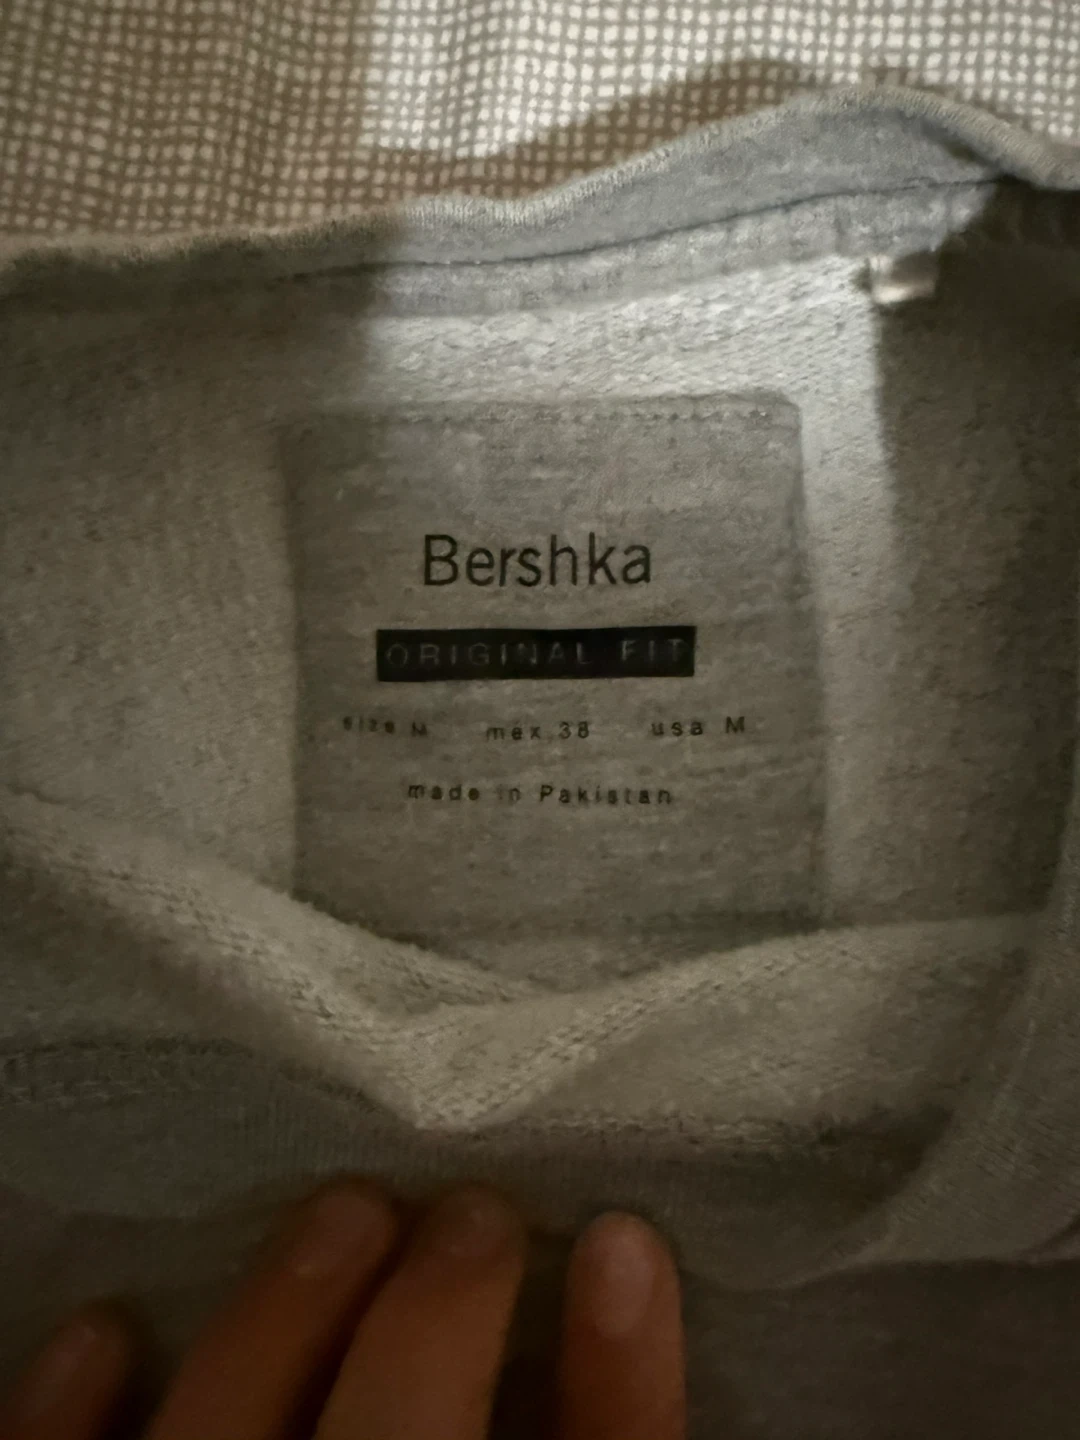 Bershka
ORIGINAL FIT
size M mex.38 usa M
made in Pakistan